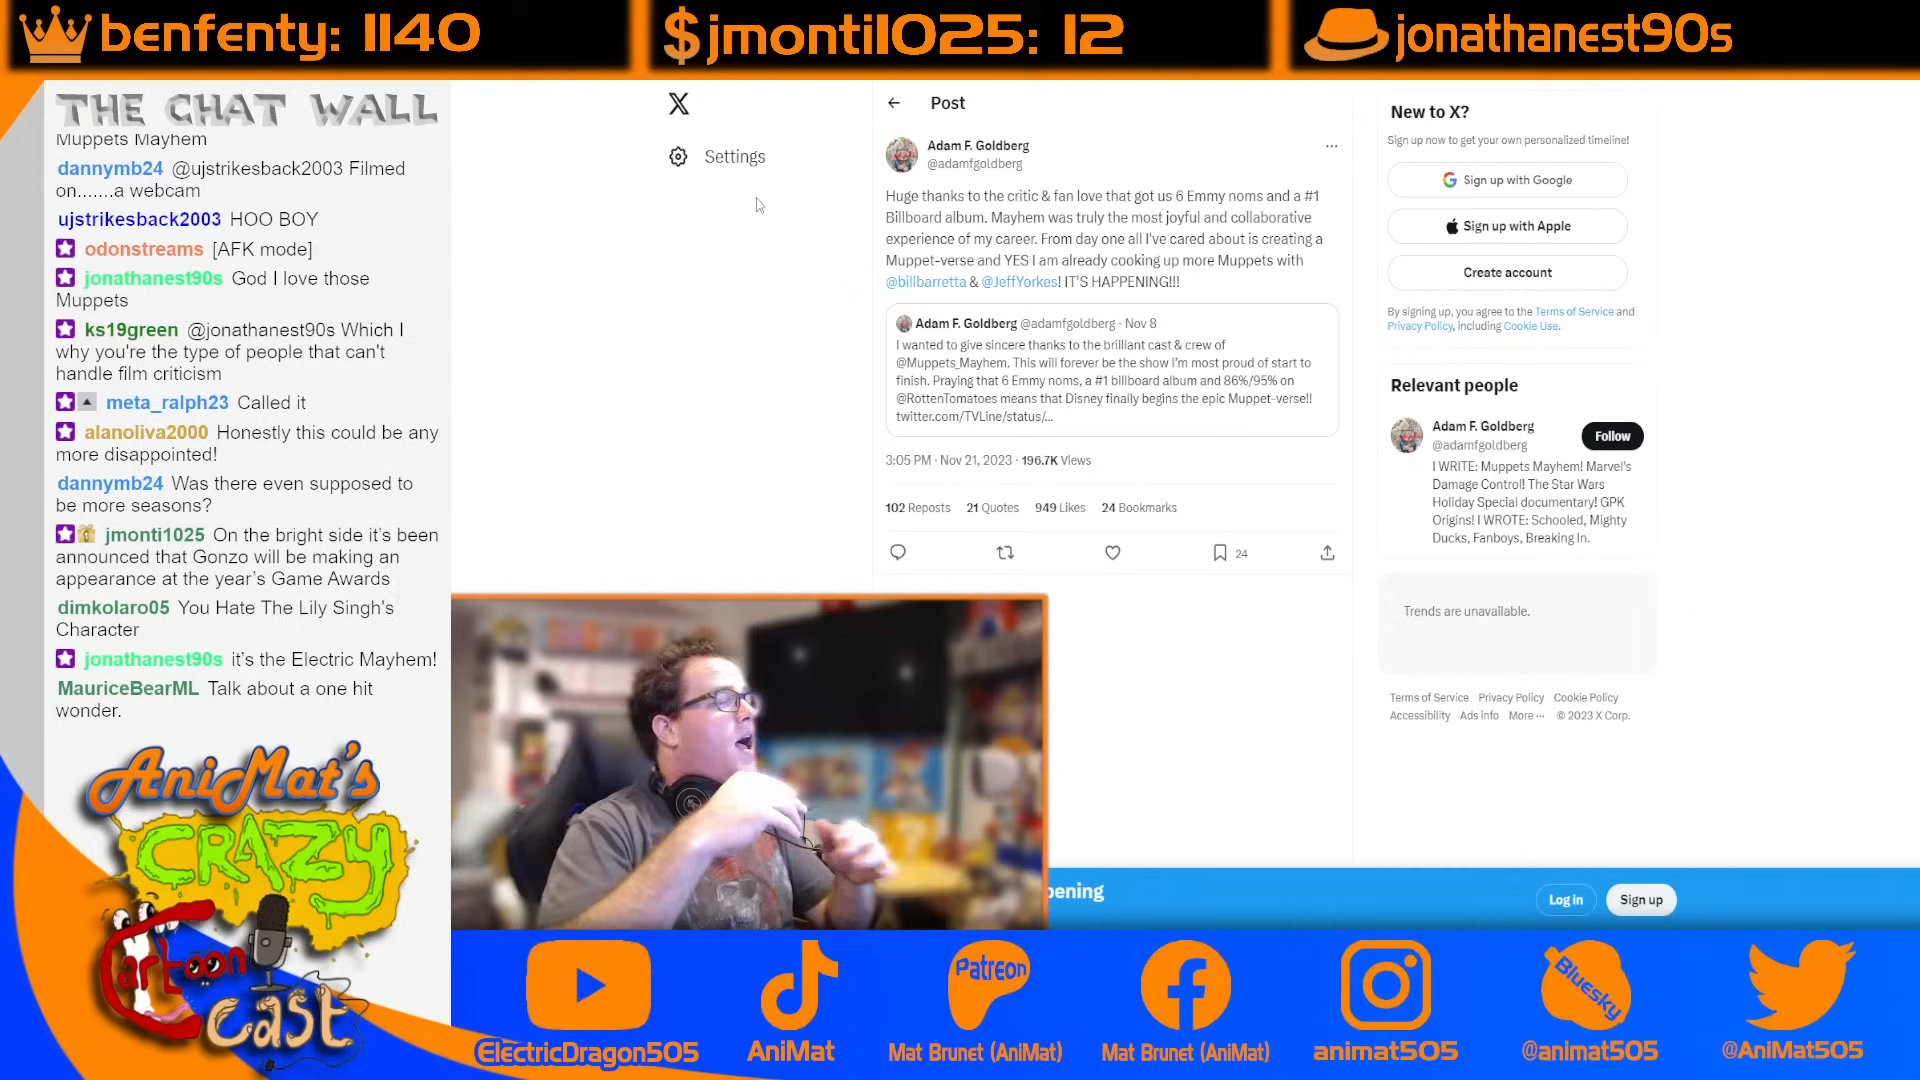 benfenty: 1140
$jmonti1025: 12
jonathanest90s
THE CHAT WALL
Muppets Mayhem
dannymb24 @ujstrikesback2003 Filmed
on.......a webcam
ujstrikesback2003 HOO BOY
odonstreams [AFK mode]
jonathanest90s God I love those
Muppets
ks19green @jonathanest90s Which I
why you're the type of people that can't
handle film criticism
meta_ralph23 Called it
alanoliva2000 Honestly this could be any
more disappointed!
dannymb24 Was there even supposed to
be more seasons?
jmonti1025 On the bright side it's been
announced that Gonzo will be making an
appearance at the year's Game Awards
dimkolaro05 You Hate The Lily Singh's
Character
jonathanest90s it's the Electric Mayhem!
MauriceBearML Talk about a one hit
wonder.
AniMat's
CRAZY
Cartoon
Cast
X
Settings
Post
Adam F. Goldberg
@adamfgoldberg
Huge thanks to the critic & fan love that got us 6 Emmy noms and a #1
Billboard album. Mayhem was truly the most joyful and collaborative
experience of my career. From day one all I've cared about is creating a
Muppet-verse and YES I am already cooking up more Muppets with
@billbarretta & @JeffYorkes! IT'S HAPPENING!!!
Adam F. Goldberg @adamfgoldberg · Nov 8
I wanted to give sincere thanks to the brilliant cast & crew of
@Muppets_Mayhem. This will forever be the show I'm most proud of start to
finish. Praying that 6 Emmy noms, a #1 billboard album and 86%/95% on
@RottenTomatoes means that Disney finally begins the epic Muppet-verse!!
twitter.com/TVLine/status/...
3:05 PM · Nov 21, 2023 · 196.7K Views
102 Reposts 21 Quotes 949 Likes 24 Bookmarks
24
New to X?
Sign up now to get your own personalized timeline!
Sign up with Google
Sign up with Apple
Create account
By signing up, you agree to the Terms of Service and
Privacy Policy, including Cookie Use.
Relevant people
Adam F. Goldberg
@adamfgoldberg
Follow
I WRITE: Muppets Mayhem! Marvel's
Damage Control! The Star Wars
Holiday Special documentary! GPK
Origins! I WROTE: Schooled, Mighty
Ducks, Fanboys, Breaking In.
Trends are unavailable.
Terms of Service Privacy Policy Cookie Policy
Accessibility Ads info More ··· © 2023 X Corp.
pening
Log in
Sign up
Patreon
Bluesky
ElectricDragon505
AniMat
Mat Brunet (AniMat)
Mat Brunet (AniMat)
animat505
@animat505
@AniMat505